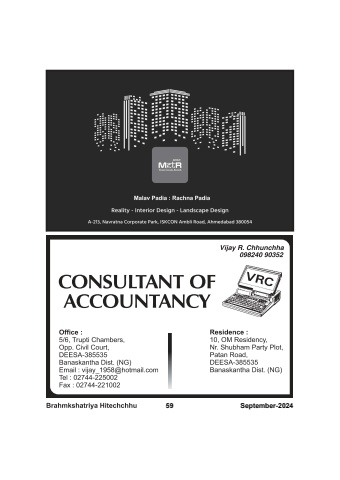 MetR
Malav Padia : Rachna Padia
Reality - Interior Design - Landscape Design
A-213, Navratna Corporate Park, ISKCON Ambli Road, Ahmedabad 380054
Vijay R. Chhunchha
098240 90352
CONSULTANT OF
ACCOUNTANCY
VRC
Office :
5/6, Trupti Chambers,
Opp. Civil Court,
DEESA-385535
Banaskantha Dist. (NG)
Email : vijay_1958@hotmail.com
Tel : 02744-225002
Fax : 02744-221002
Residence :
10, OM Residency,
Nr. Shubham Party Plot,
Patan Road,
DEESA-385535
Banaskantha Dist. (NG)
Brahmkshatriya Hitechchhu 59 September-2024